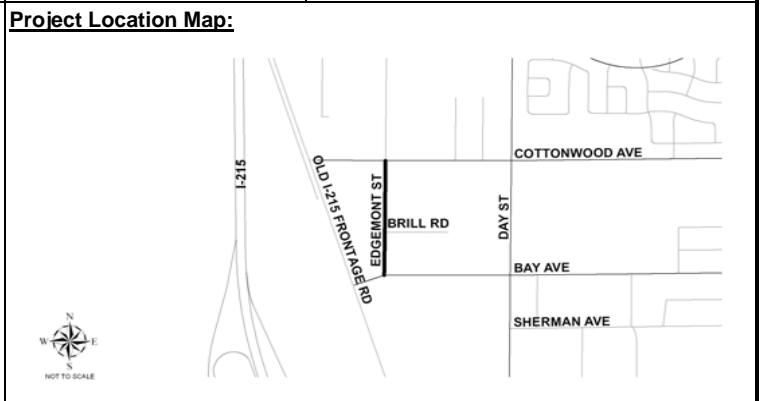 Project Location Map:
COTTONWOOD AVE
I-215
OLD I-215 FRONTAGE RD
EDGEMONT ST
BRILL RD
DAY ST
BAY AVE
SHERMAN AVE
N
W
E
S
NOT TO SCALE